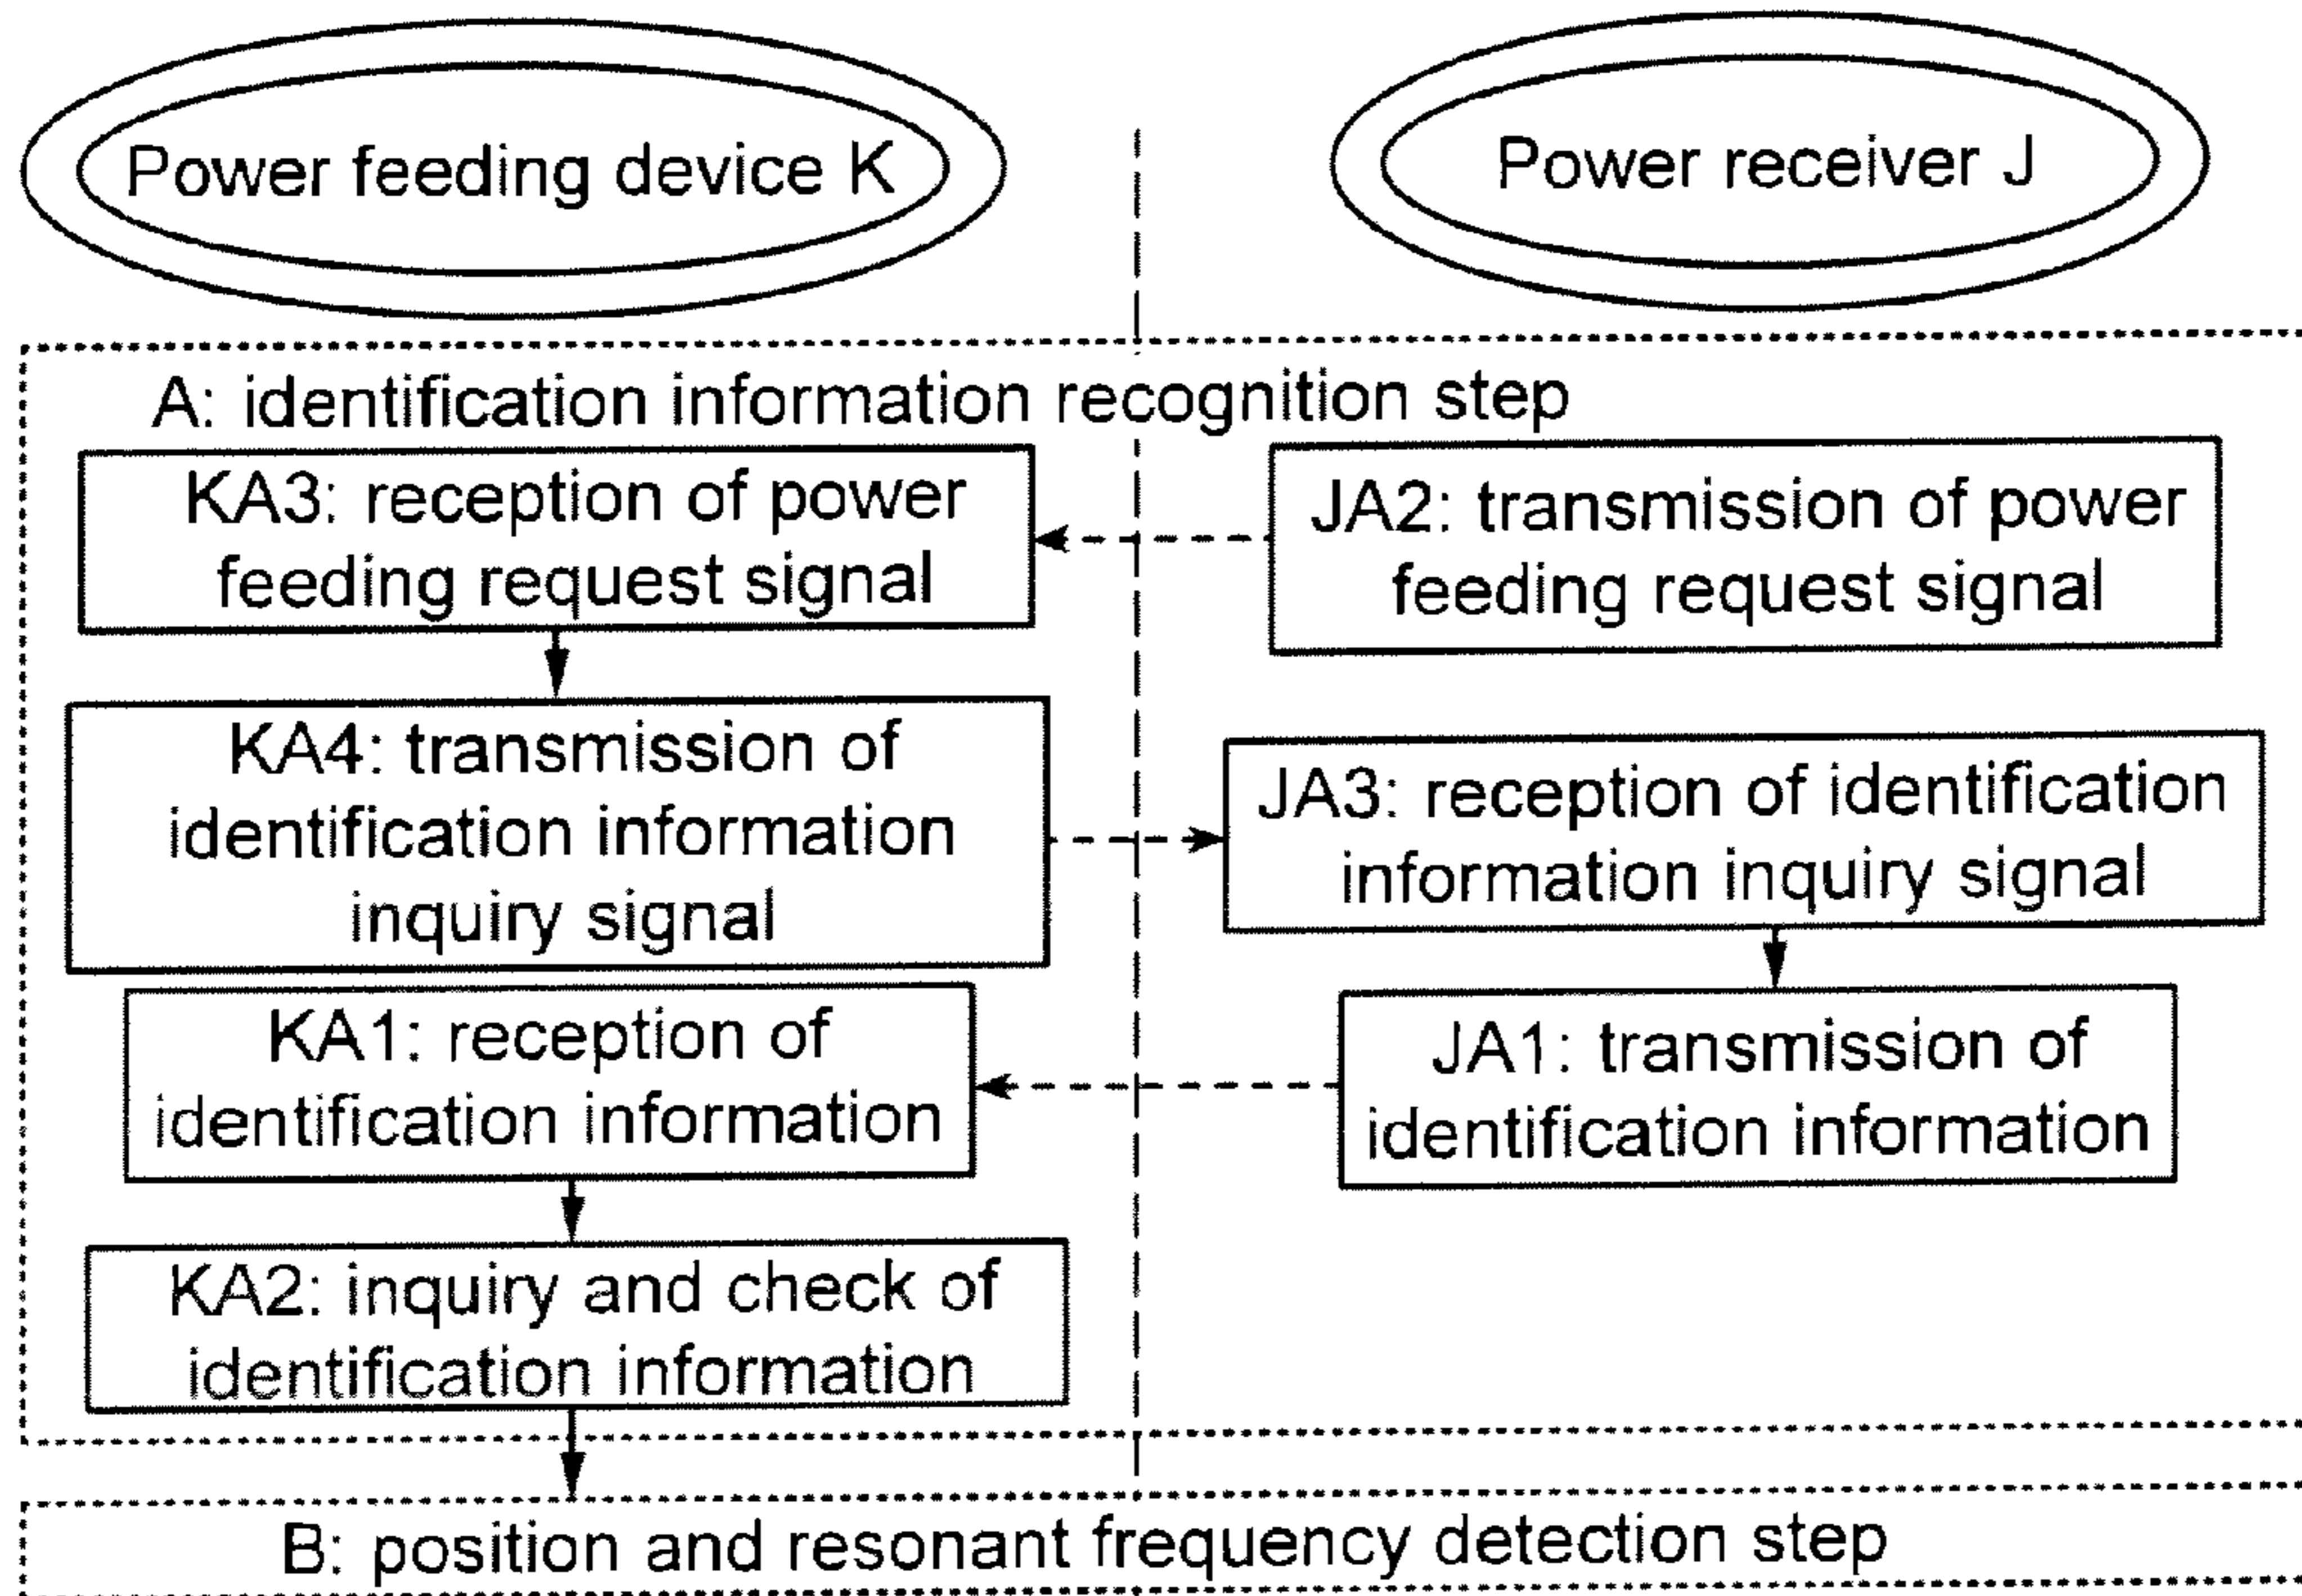 Power feeding device K
Power receiver J
A: identification information recognition step
KA3: reception of power
feeding request signal
JA2: transmission of power
feeding request signal
KA4: transmission of
identification information
inquiry signal
JA3: reception of identification
information inquiry signal
KA1: reception of
identification information
JA1: transmission of
identification information
KA2: inquiry and check of
identification information
B: position and resonant frequency detection step